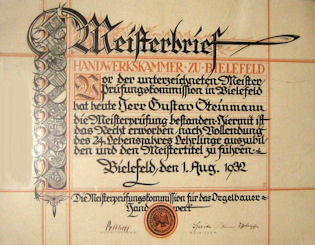 Meisterbrief
HANDWERKSKAMMER·ZU·BIELEFELD
Vor der unterzeichneten Meister
Prüfungskommission in Bielefeld
hat heute Herr Gustav Steinmann
die Meisterprüfung bestanden·Hiermit ist
das Recht erworben nach Vollendung
des 24. Lebensjahres Lehrlinge auszubil
den und den Meistertitel zu führen
Bielefeld, den 1. Aug. 1932
Die Meisterprüfungskommission für das Orgelbauer-
Hand werk